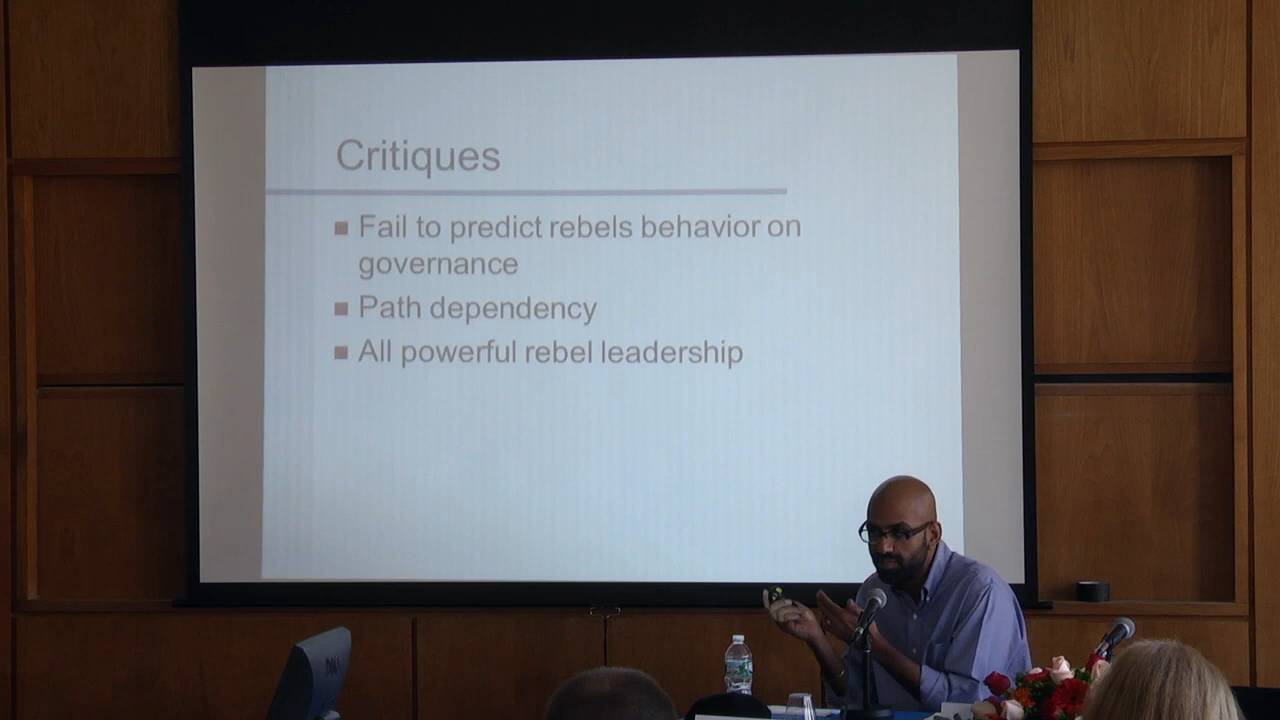 Critiques
Fail to predict rebels behavior on
governance
Path dependency
All powerful rebel leadership